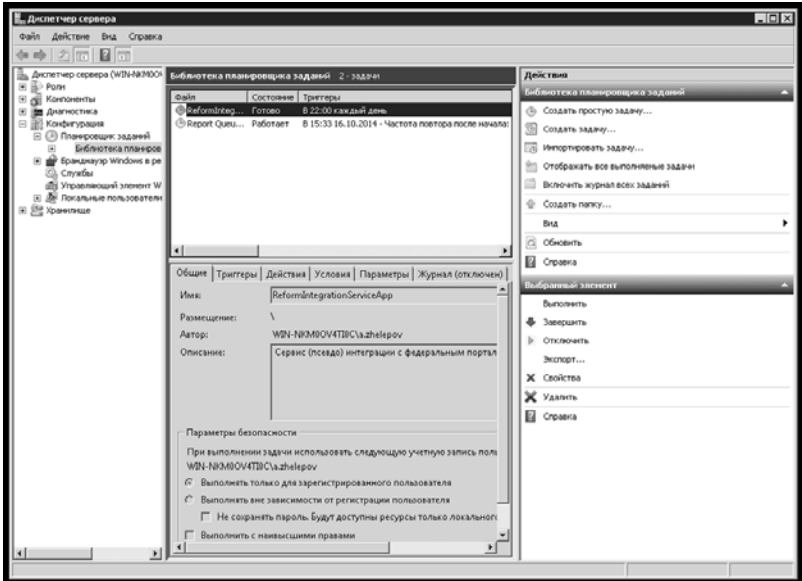 Диспетчер сервера
Файл Действие Вид Справка
Диспетчер сервера (WIN-NKM0OV
Роли
Компоненты
Диагностика
Конфигурация
Планировщик заданий
Библиотека планиров
Брандмауэр Windows в ре
Службы
Управляющий элемент W
Локальные пользователи
Хранилище
Библиотека планировщика заданий 2 - задачи
Файл Состояние Триггеры
ReformInteg... Готово В 22:00 каждый день
Report Queu... Работает В 15:33 16.10.2014 - Частота повтора после начала:
Общие Триггеры Действия Условия Параметры Журнал (отключен)
Имя: ReformIntegrationServiceApp
Размещение: \
Автор: WIN-NKM0OV4TI0C\a.zhelepov
Описание: Сервис (псевдо) интеграции с федеральным портал
Параметры безопасности
При выполнении задачи использовать следующую учетную запись поль
WIN-NKM0OV4TI0C\a.zhelepov
Выполнять только для зарегистрированного пользователя
Выполнять вне зависимости от регистрации пользователя
Не сохранять пароль. Будут доступны ресурсы только локального
Выполнить с наивысшими правами
Действия
Библиотека планировщика заданий
Создать простую задачу...
Создать задачу...
Импортировать задачу...
Отображать все выполняемые задачи
Включить журнал всех заданий
Создать папку...
Вид
Обновить
Справка
Выбранный элемент
Выполнить
Завершить
Отключить
Экспорт...
Свойства
Удалить
Справка